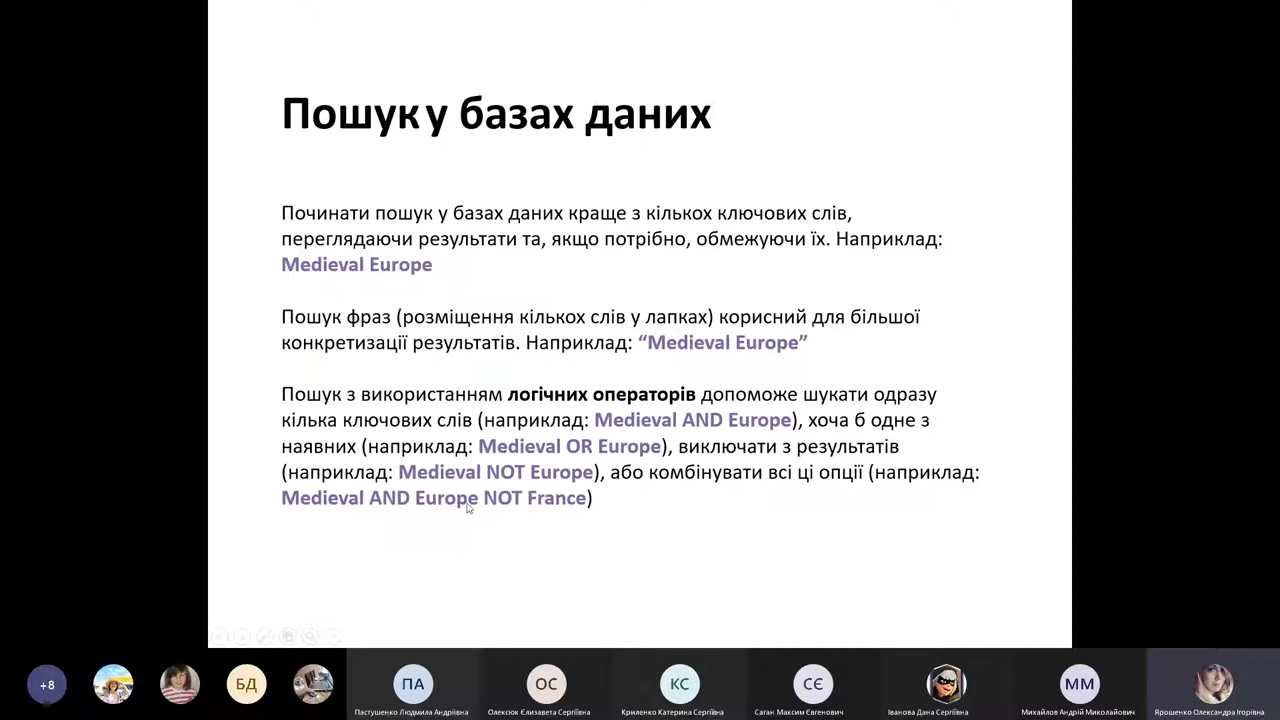 Пошук у базах даних
Починати пошук у базах даних краще з кількох ключових слів,
переглядаючи результати та, якщо потрібно, обмежуючи їх. Наприклад:
Medieval Europe
Пошук фраз (розміщення кількох слів у лапках) корисний для більшої
конкретизації результатів. Наприклад: “Medieval Europe”
Пошук з використанням логічних операторів допоможе шукати одразу
кілька ключових слів (наприклад: Medieval AND Europe), хоча б одне з
наявних (наприклад: Medieval OR Europe), виключати з результатів
(наприклад: Medieval NOT Europe), або комбінувати всі ці опції (наприклад:
Medieval AND Europe NOT France)
+8
БД
ПА
ОС
КС
СЄ
ММ
Пастушенко Людмила Андріївна
Олексюк Єлизавета Сергіївна
Криленко Катерина Сергіївна
Саган Максим Євгенович
Іванова Дана Сергіївна
Михайлов Андрій Миколайович
Ярошенко Олександра Ігорівна